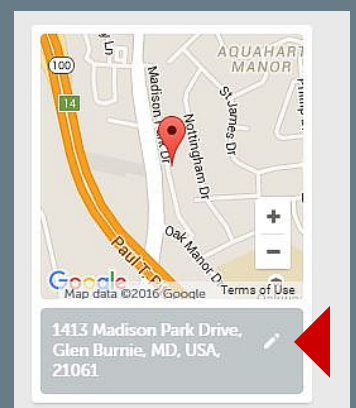 AQUAHART
MANOR
100
14
Madison Park Dr
Nottingham Dr
St James Dr
Oak Manor Dr
Paul T.
+
−
Google
Map data ©2016 Google
Terms of Use
1413 Madison Park Drive,
Glen Burnie, MD, USA,
21061